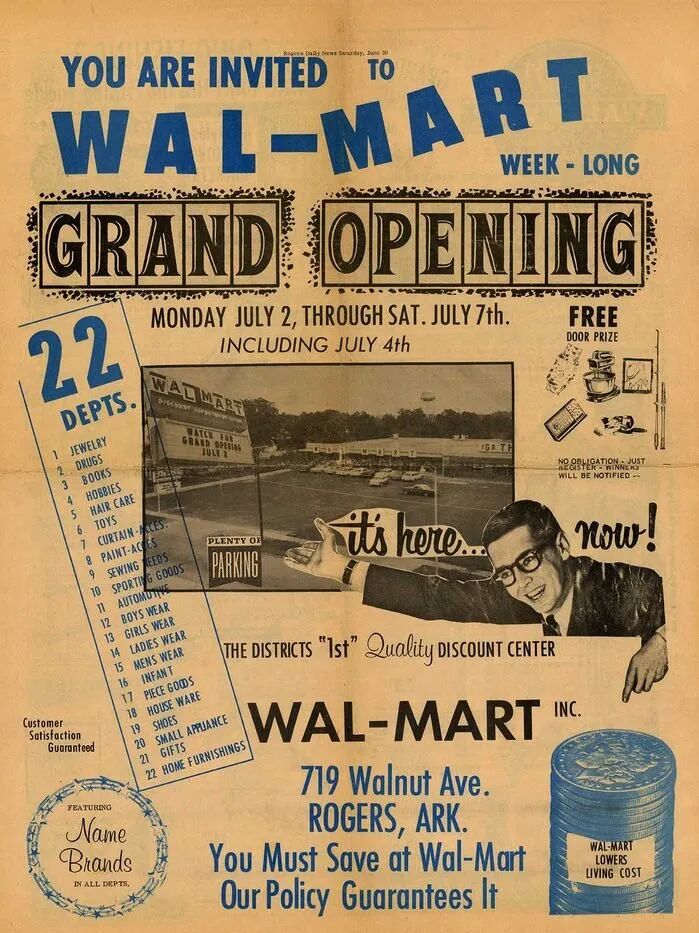 Rogers Daily News Saturday, June 30
YOU ARE INVITED TO
WAL-MART
WEEK - LONG
GRAND OPENING
MONDAY JULY 2, THROUGH SAT. JULY 7th.
INCLUDING JULY 4th
FREE
DOOR PRIZE
NO OBLIGATION - JUST
REGISTER - WINNERS
WILL BE NOTIFIED --
22
DEPTS.
1 JEWELRY
2 DRUGS
3 BOOKS
4 HOBBIES
5 HAIR CARE
6 TOYS
7 CURTAIN-ACCES.
8 PAINT-ACCES
9 SEWING NEEDS
10 SPORTING GOODS
11 AUTOMOTIVE
12 BOYS WEAR
13 GIRLS WEAR
14 LADIES WEAR
15 MENS WEAR
16 INFANT
17 PIECE GOODS
18 HOUSE WARE
19 SHOES
20 SMALL APPLIANCE
21 GIFTS
22 HOME FURNISHINGS
WAL MART
WATCH FOR
GRAND OPENING
JULY 2
WAL MART
PLENTY OF
PARKING
it's here...
now!
THE DISTRICTS "1st" Quality DISCOUNT CENTER
WAL-MART INC.
719 Walnut Ave.
ROGERS, ARK.
You Must Save at Wal-Mart
Our Policy Guarantees It
Customer
Satisfaction
Guaranteed
FEATURING
Name
Brands
IN ALL DEPTS.
WAL-MART
LOWERS
LIVING COST